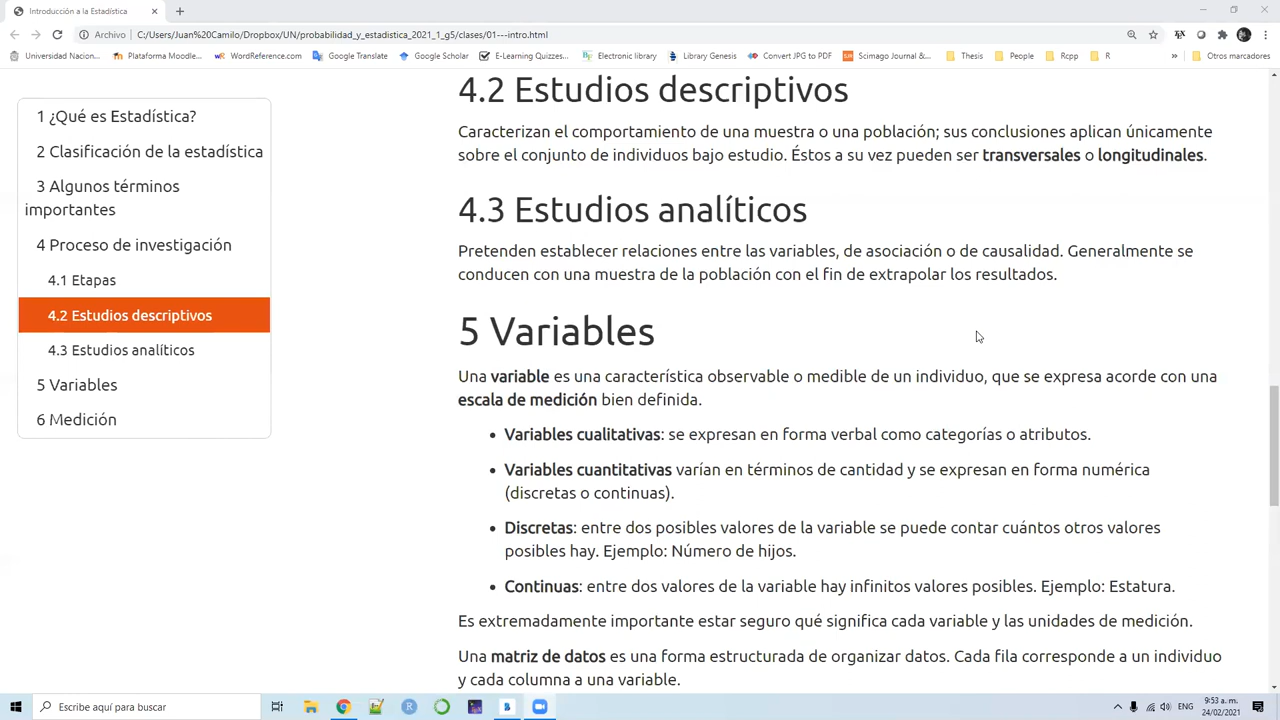 Introducción a la Estadística
Archivo | C:/Users/Juan%20Camilo/Dropbox/UN/probabilidad_y_estadistica_2021_1_g5/clases/01---intro.html
Universidad Nacion... Plataforma Moodle... WordReference.com Google Translate Google Scholar E-Learning Quizzes... Electronic library Library Genesis Convert JPG to PDF Scimago Journal &... Thesis People Rcpp R » Otros marcadores
1 ¿Qué es Estadística?
2 Clasificación de la estadística
3 Algunos términos
importantes
4 Proceso de investigación
4.1 Etapas
4.2 Estudios descriptivos
4.3 Estudios analíticos
5 Variables
6 Medición
4.2 Estudios descriptivos
Caracterizan el comportamiento de una muestra o una población; sus conclusiones aplican únicamente
sobre el conjunto de individuos bajo estudio. Éstos a su vez pueden ser transversales o longitudinales.
4.3 Estudios analíticos
Pretenden establecer relaciones entre las variables, de asociación o de causalidad. Generalmente se
conducen con una muestra de la población con el fin de extrapolar los resultados.
5 Variables
Una variable es una característica observable o medible de un individuo, que se expresa acorde con una
escala de medición bien definida.
• Variables cualitativas: se expresan en forma verbal como categorías o atributos.
• Variables cuantitativas varían en términos de cantidad y se expresan en forma numérica
(discretas o continuas).
• Discretas: entre dos posibles valores de la variable se puede contar cuántos otros valores
posibles hay. Ejemplo: Número de hijos.
• Continuas: entre dos valores de la variable hay infinitos valores posibles. Ejemplo: Estatura.
Es extremadamente importante estar seguro qué significa cada variable y las unidades de medición.
Una matriz de datos es una forma estructurada de organizar datos. Cada fila corresponde a un individuo
y cada columna a una variable.
Escribe aquí para buscar
ENG
9:53 a. m.
24/02/2021